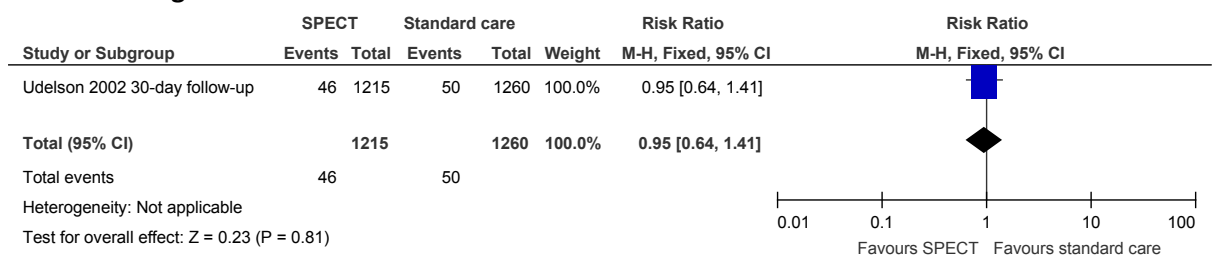 SPECT Standard care Risk Ratio Risk Ratio
Study or Subgroup Events Total Events Total Weight M-H, Fixed, 95% CI M-H, Fixed, 95% CI
Udelson 2002 30-day follow-up 46 1215 50 1260 100.0% 0.95 [0.64, 1.41]
Total (95% CI) 1215 1260 100.0% 0.95 [0.64, 1.41]
Total events 46 50
Heterogeneity: Not applicable
Test for overall effect: Z = 0.23 (P = 0.81)
0.01 0.1 1 10 100
Favours SPECT Favours standard care